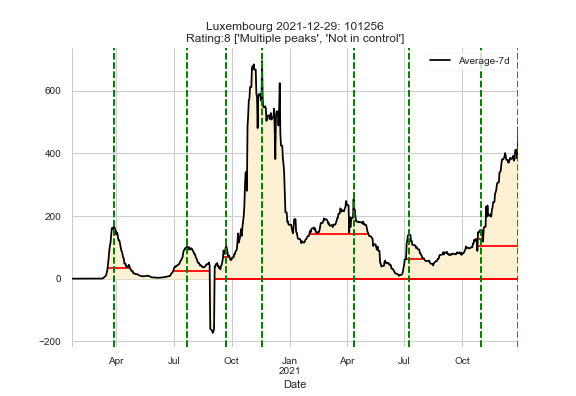 Luxembourg 2021-12-29: 101256
Rating:8 ['Multiple peaks', 'Not in control']
Average-7d
600
400
200
0
−200
Apr
Jul
Oct
Jan
2021
Apr
Jul
Oct
Date